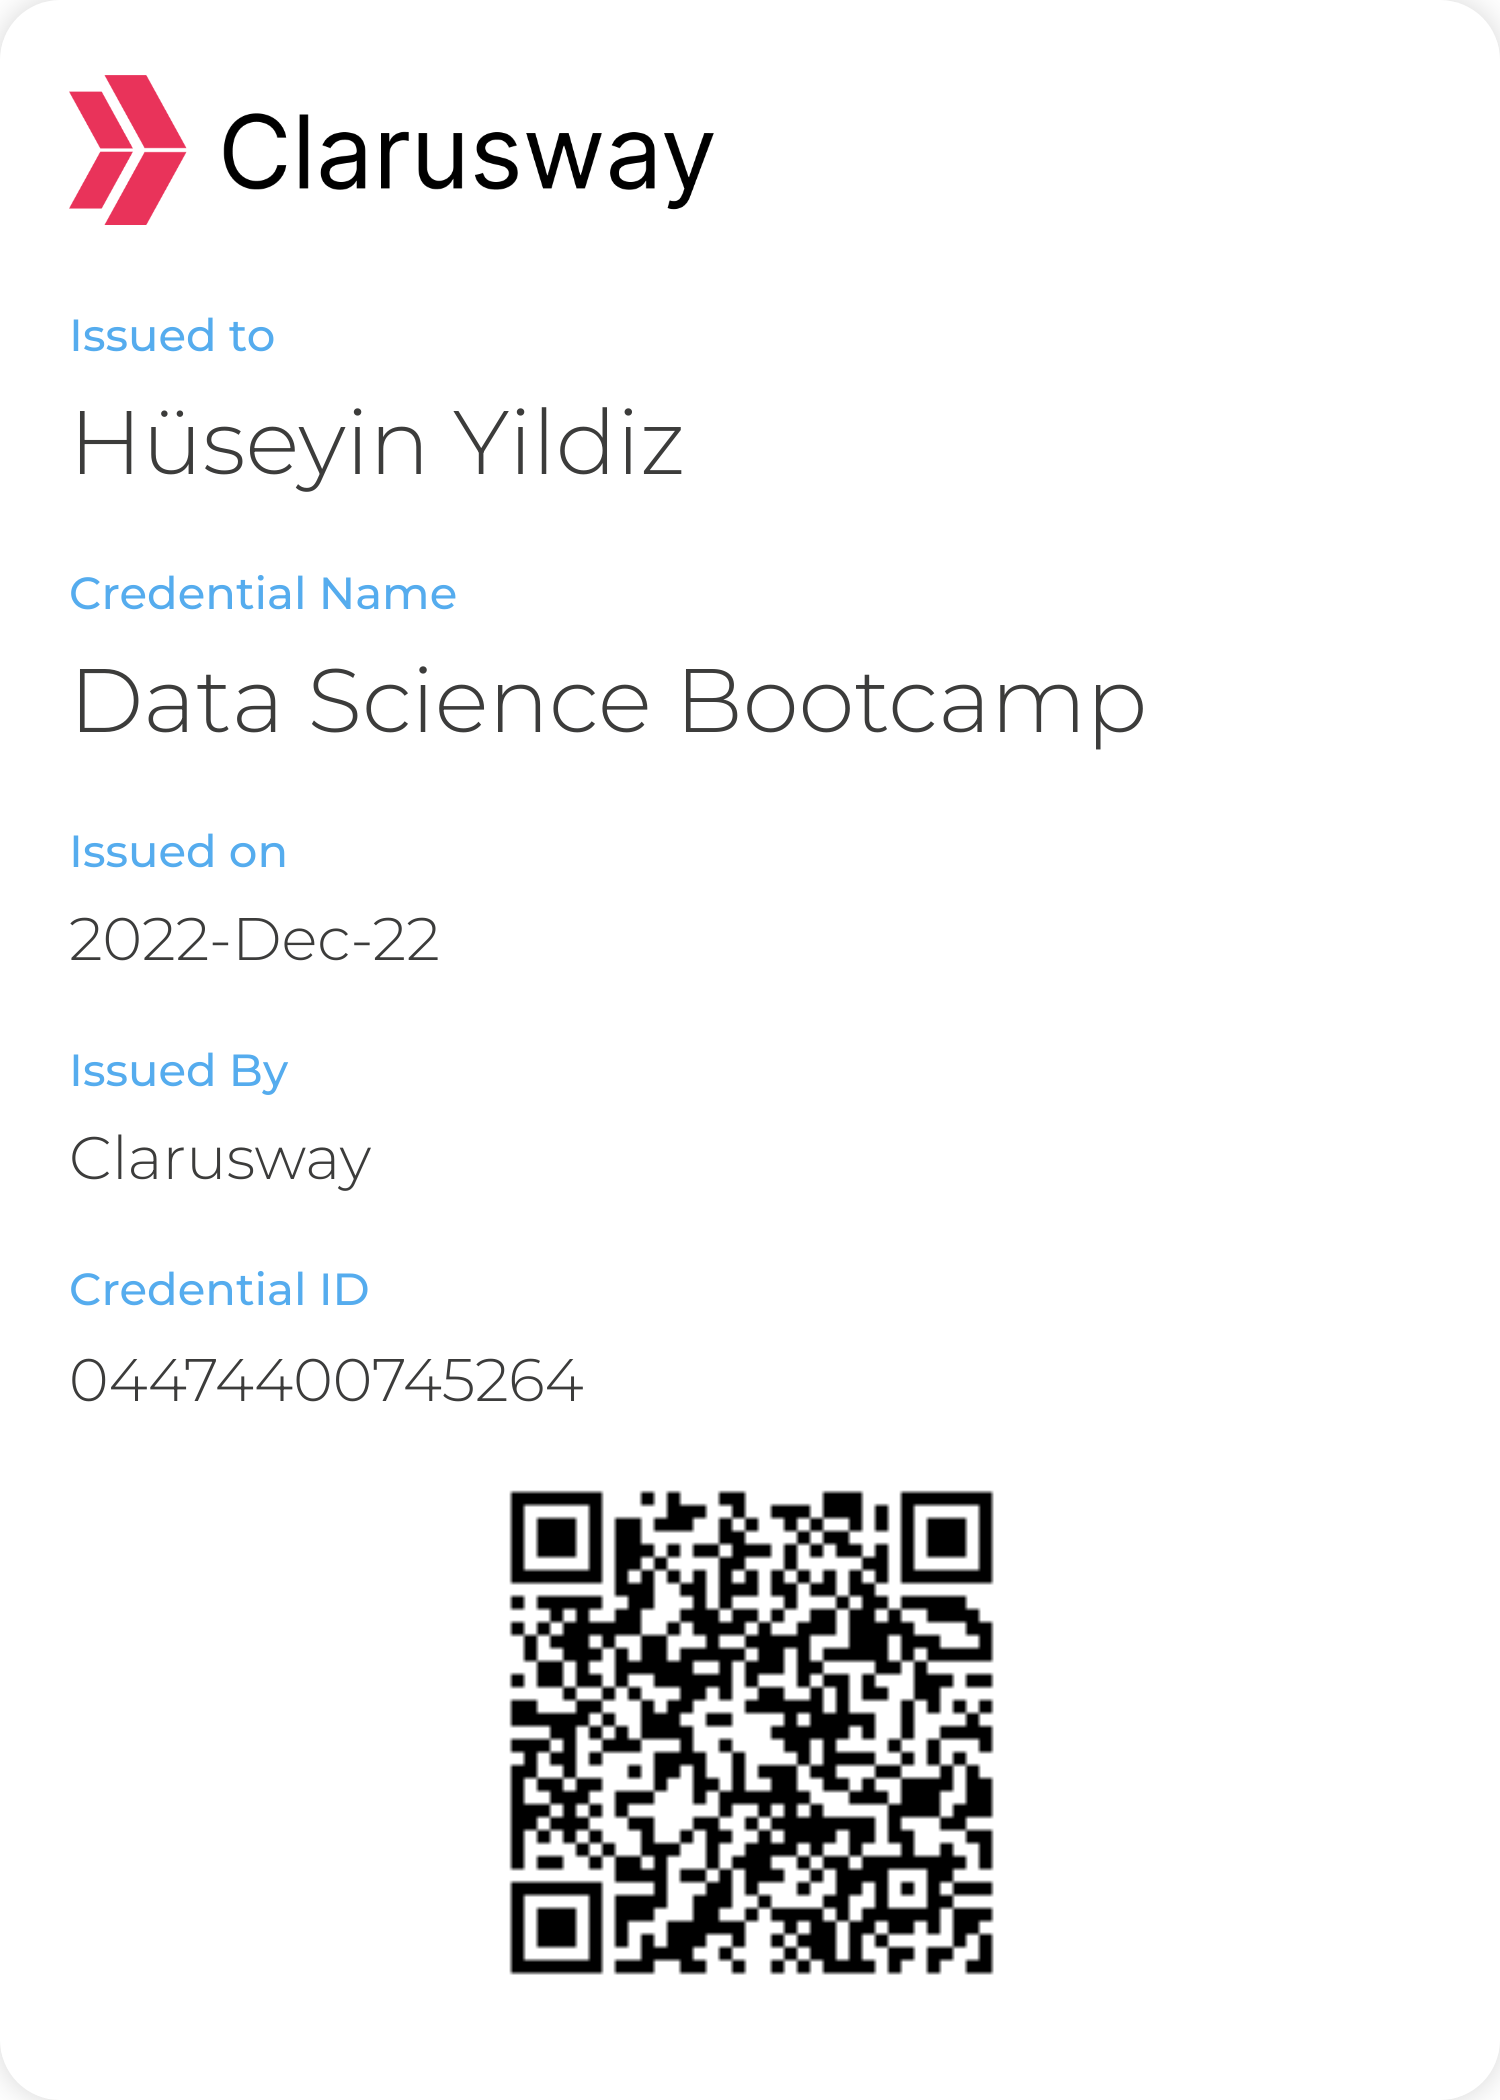 Clarusway
Issued to
Hüseyin Yildiz
Credential Name
Data Science Bootcamp
Issued on
2022-Dec-22
Issued By
Clarusway
Credential ID
04474400745264